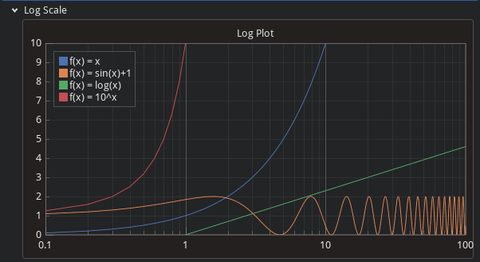 Log Scale
Log Plot
10
9
8
7
6
5
4
3
2
1
0
f(x) = x
f(x) = sin(x)+1
f(x) = log(x)
f(x) = 10^x
0.1 1 10 100